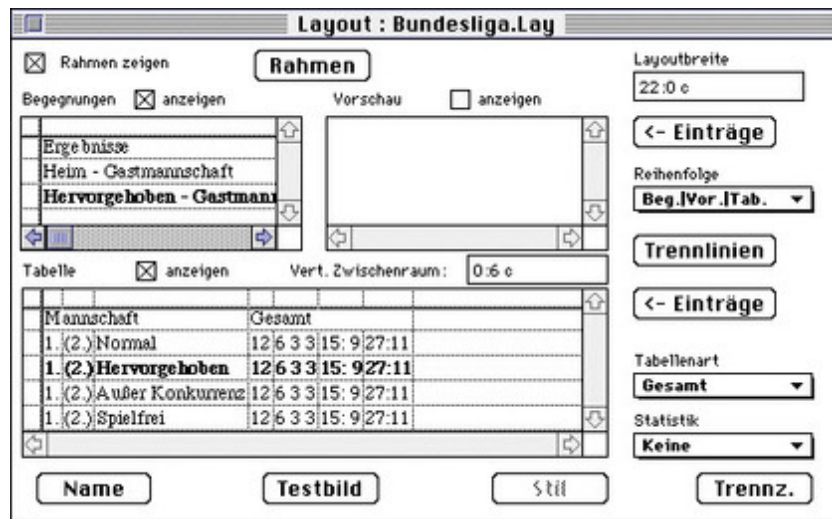 Layout : Bundesliga.Lay
Rahmen zeigen
Rahmen
Layoutbreite
22:0 c
Begegnungen anzeigen
Vorschau anzeigen
<- Einträge
Ergebnisse
Heim - Gastmannschaft
Hervorgehoben - Gastmann
Reihenfolge
Beg.|Vor.|Tab.
Trennlinien
Tabelle anzeigen
Vert. Zwischenraum: 0:6 c
<- Einträge
Mannschaft Gesamt
1. (2.) Normal 12 6 3 3 15: 9 27:11
1. (2.) Hervorgehoben 12 6 3 3 15: 9 27:11
1. (2.) Außer Konkurrenz 12 6 3 3 15: 9 27:11
1. (2.) Spielfrei 12 6 3 3 15: 9 27:11
Tabellenart
Gesamt
Statistik
Keine
Name
Testbild
Stil
Trennz.